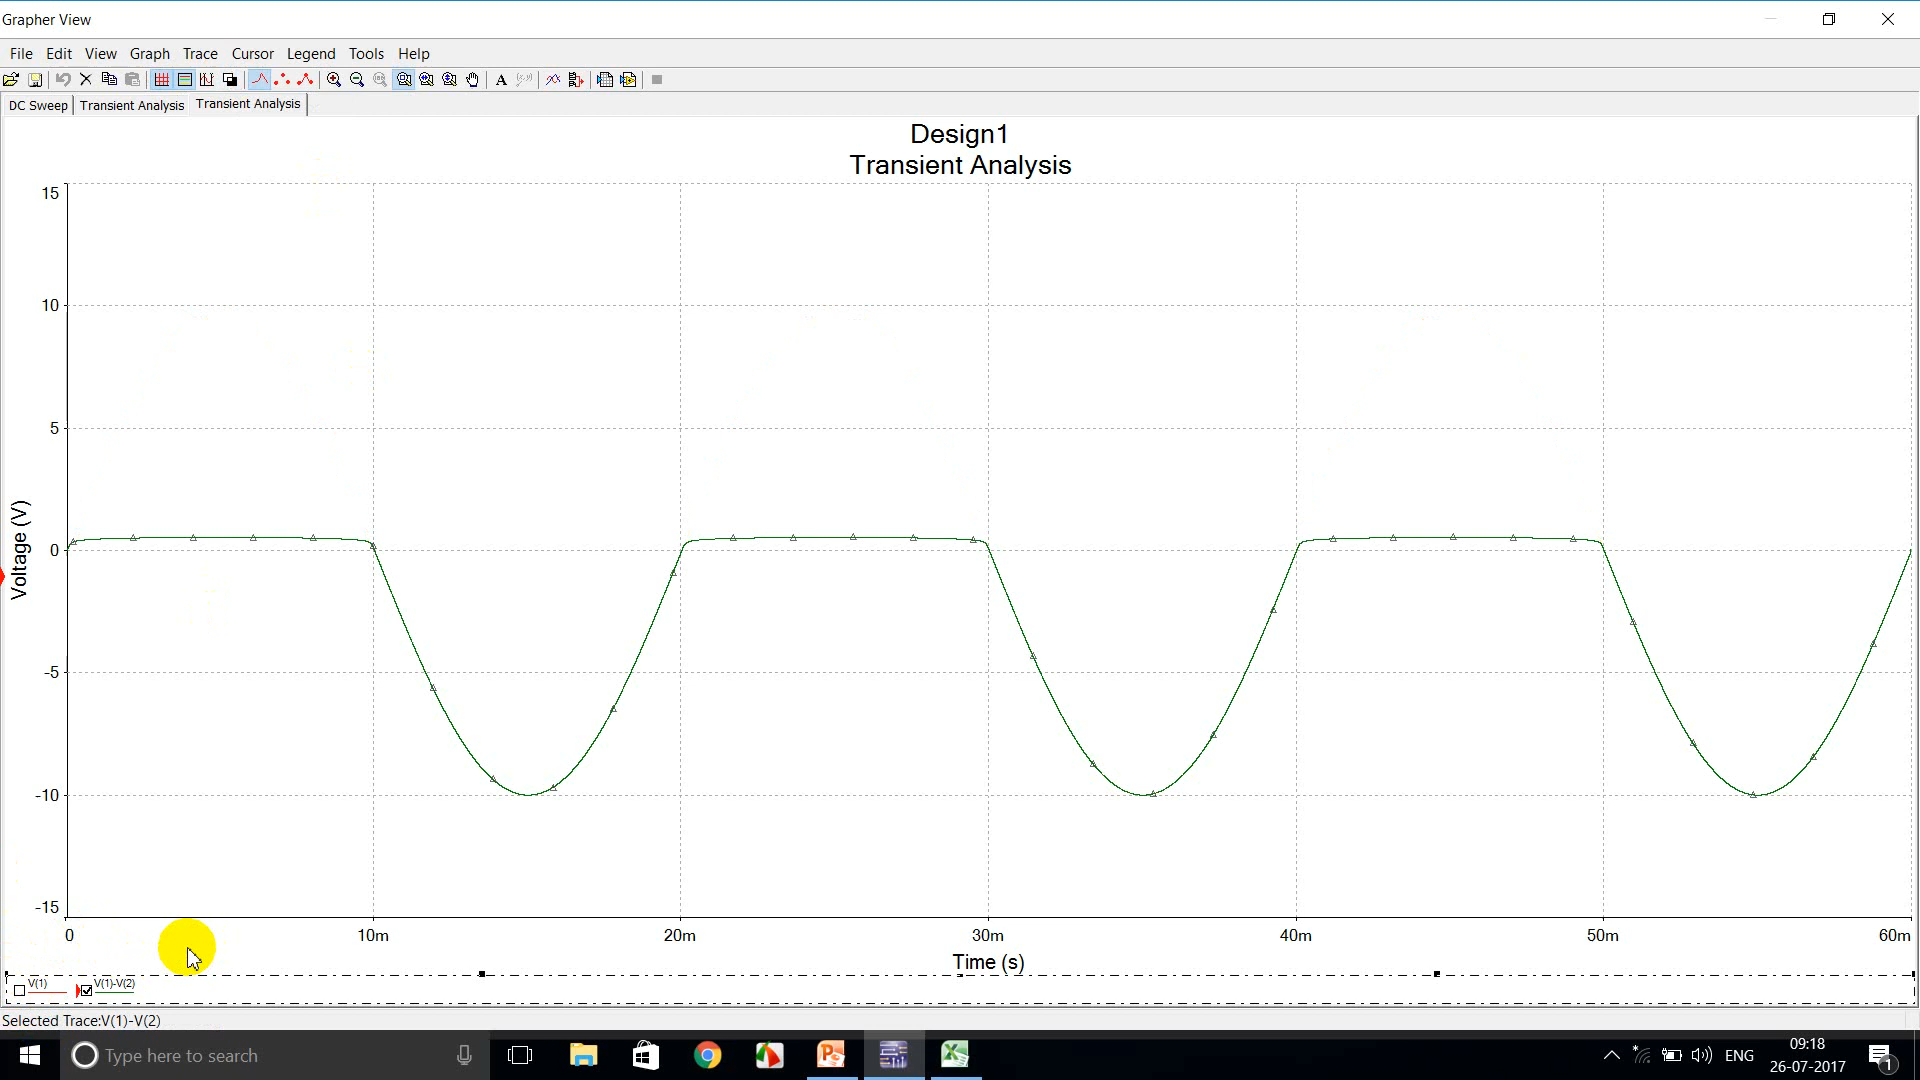 Grapher View
File Edit View Graph Trace Cursor Legend Tools Help
A
DC Sweep Transient Analysis Transient Analysis
Design1
Transient Analysis
15
10
5
0
-5
-10
-15
Voltage (V)
0 10m 20m 30m 40m 50m 60m
Time (s)
V(1) V(1)-V(2)
Selected Trace:V(1)-V(2)
Type here to search
ENG
09:18
26-07-2017
1